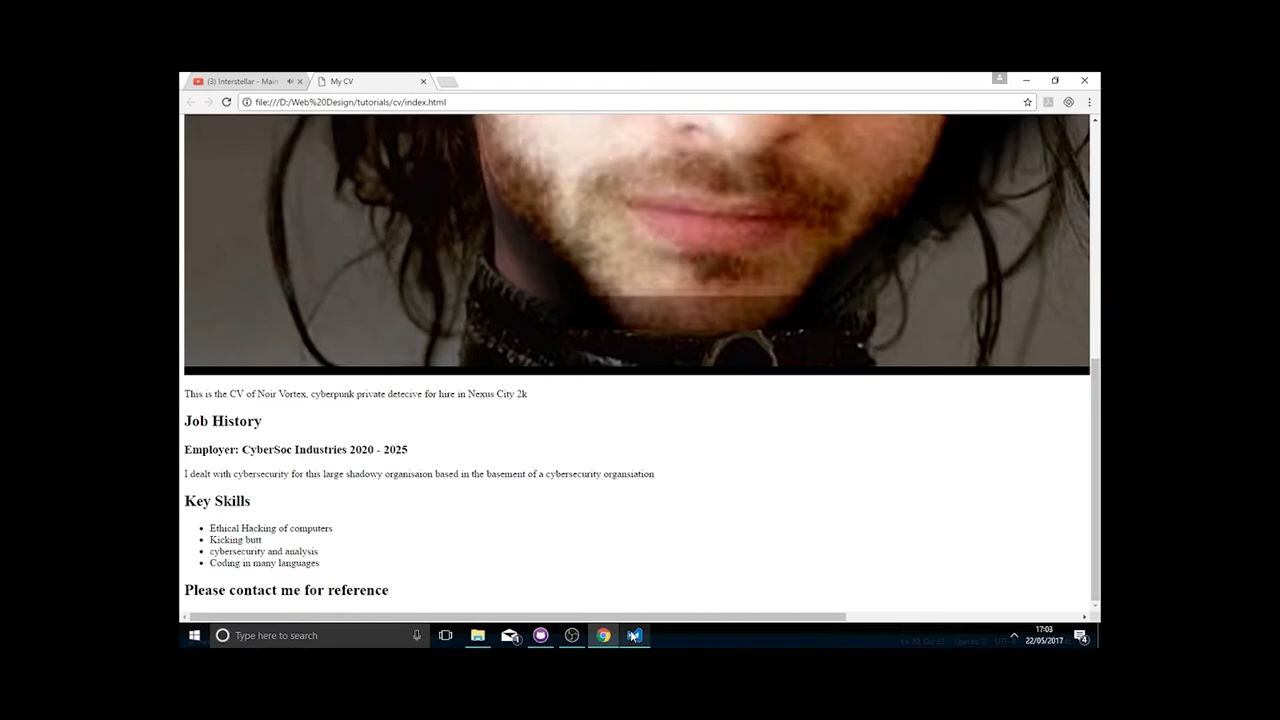 (3) Interstellar - Main
My CV
file:///D:/Web%20Design/tutorials/cv/index.html
This is the CV of Noir Vortex, cyberpunk private detecive for hire in Nexus City 2k
Job History
Employer: CyberSoc Industries 2020 - 2025
I dealt with cybersecurity for this large shadowy organisaion based in the basement of a cybersecurity organsiation
Key Skills
• Ethical Hacking of computers
• Kicking butt
• cybersecurity and analysis
• Coding in many languages
Please contact me for reference
Type here to search
17:03
22/05/2017
4